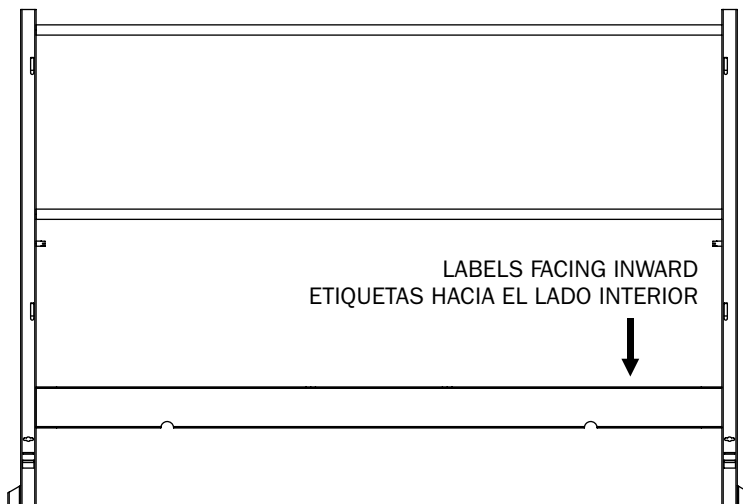 LABELS FACING INWARD
ETIQUETAS HACIA EL LADO INTERIOR